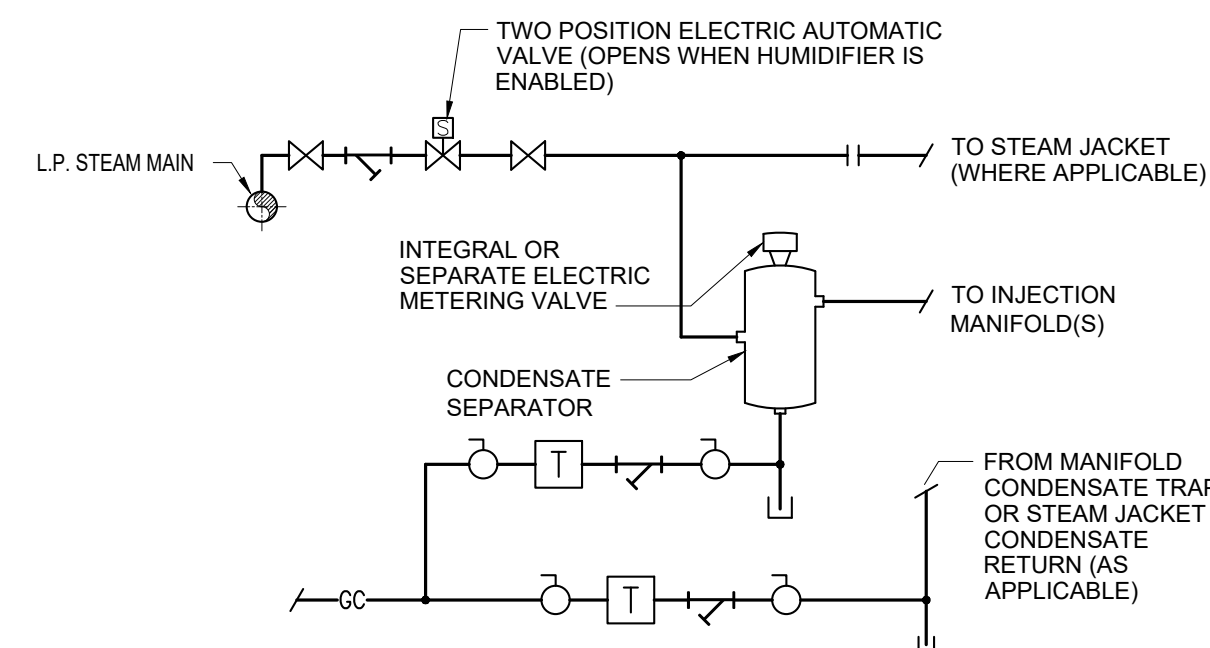 TWO POSITION ELECTRIC AUTOMATIC
VALVE (OPENS WHEN HUMIDIFIER IS
ENABLED)
S
L.P. STEAM MAIN
TO STEAM JACKET
(WHERE APPLICABLE)
INTEGRAL OR
SEPARATE ELECTRIC
METERING VALVE
TO INJECTION
MANIFOLD(S)
CONDENSATE
SEPARATOR
T
FROM MANIFOLD
CONDENSATE TRAP
OR STEAM JACKET
CONDENSATE
RETURN (AS
APPLICABLE)
GC
T